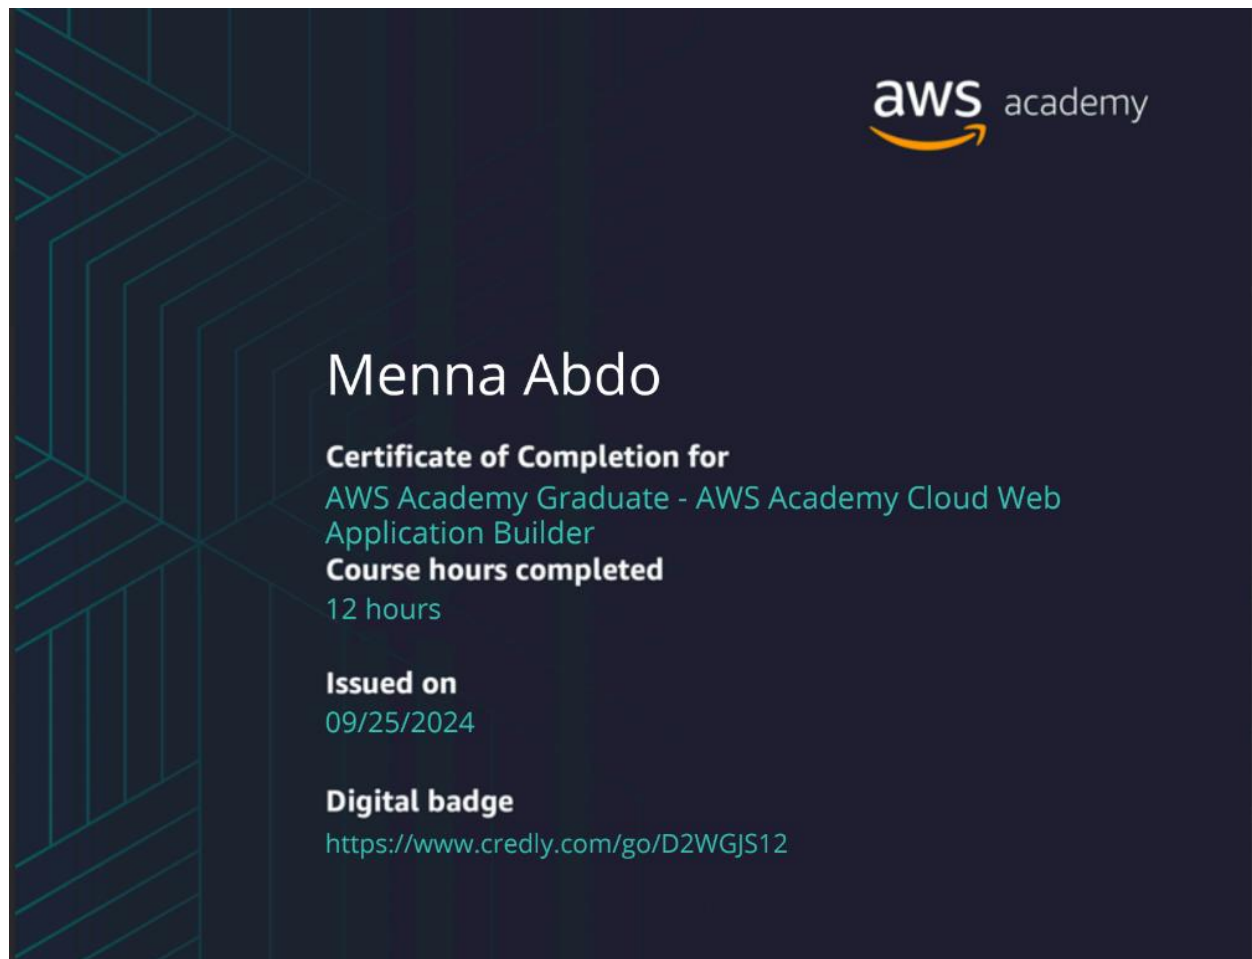 aws academy
Menna Abdo
Certificate of Completion for
AWS Academy Graduate - AWS Academy Cloud Web
Application Builder
Course hours completed
12 hours
Issued on
09/25/2024
Digital badge
https://www.credly.com/go/D2WGJS12